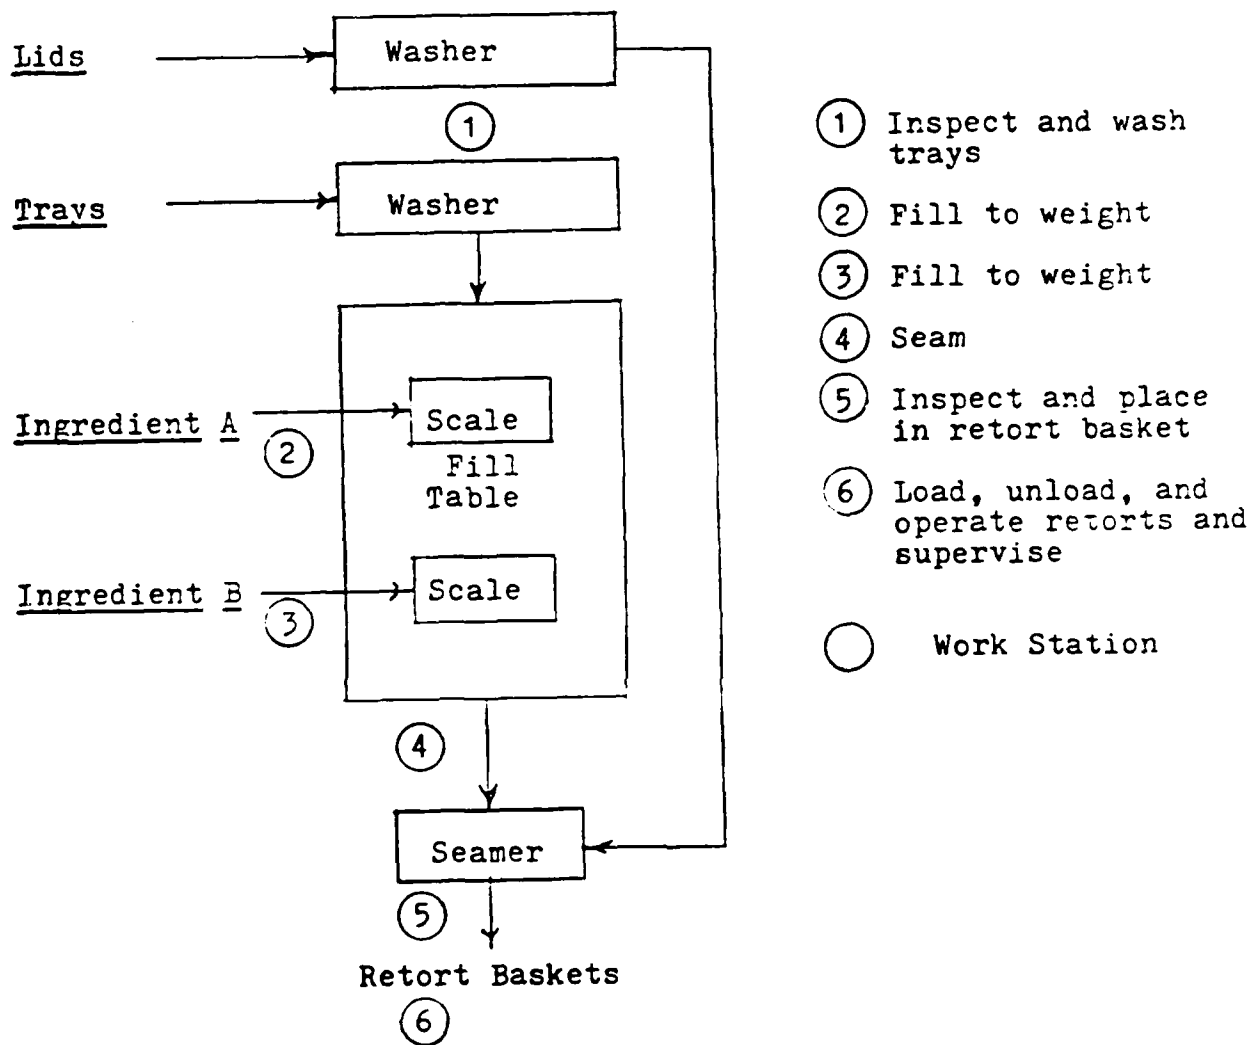 Lids
Washer
1
Trays
Washer
Ingredient A
2
Scale
Fill
Table
Ingredient B
3
Scale
4
Seamer
5
Retort Baskets
6
1 Inspect and wash
trays
2 Fill to weight
3 Fill to weight
4 Seam
5 Inspect and place
in retort basket
6 Load, unload, and
operate retorts and
supervise
Work Station